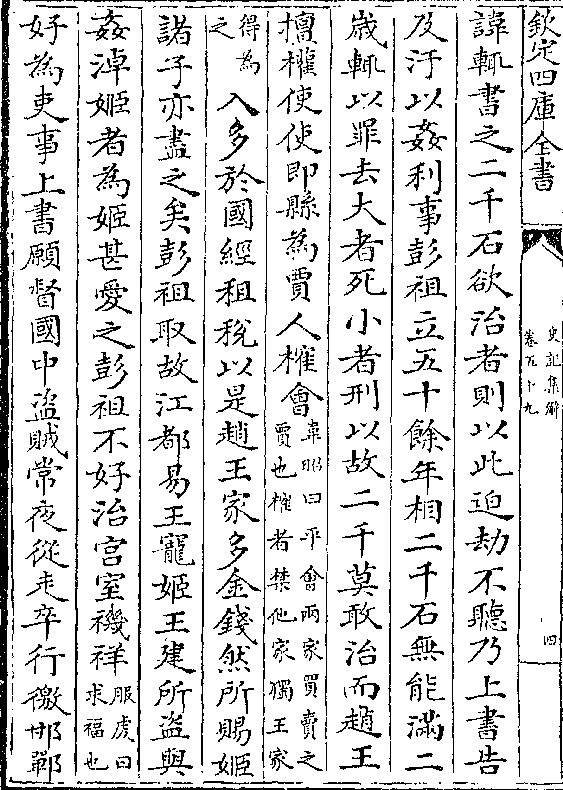 欽定四庫全書
史記集解
卷五十九
四
諱輒書之二千石欲治者則以此迫劫不聽乃上書告
及汙以姦利事彭祖立五十餘年相二千石無能滿二
歲輒以罪去大者死小者刑以故二千莫敢治而趙王
擅權使使即縣為賈人榷會韋昭曰平會兩家買賣之賈也榷者禁他家獨王家
得為之入多於國經租稅以是趙王家多金錢然所賜姬
諸子亦盡之矣彭祖取故江都易王寵姬王建所盜與
姦淖姬者為姬甚愛之彭祖不好治宫室禨祥服虔曰求福也
好為吏事上書願督國中盜賊常夜從走卒行徼邯鄲